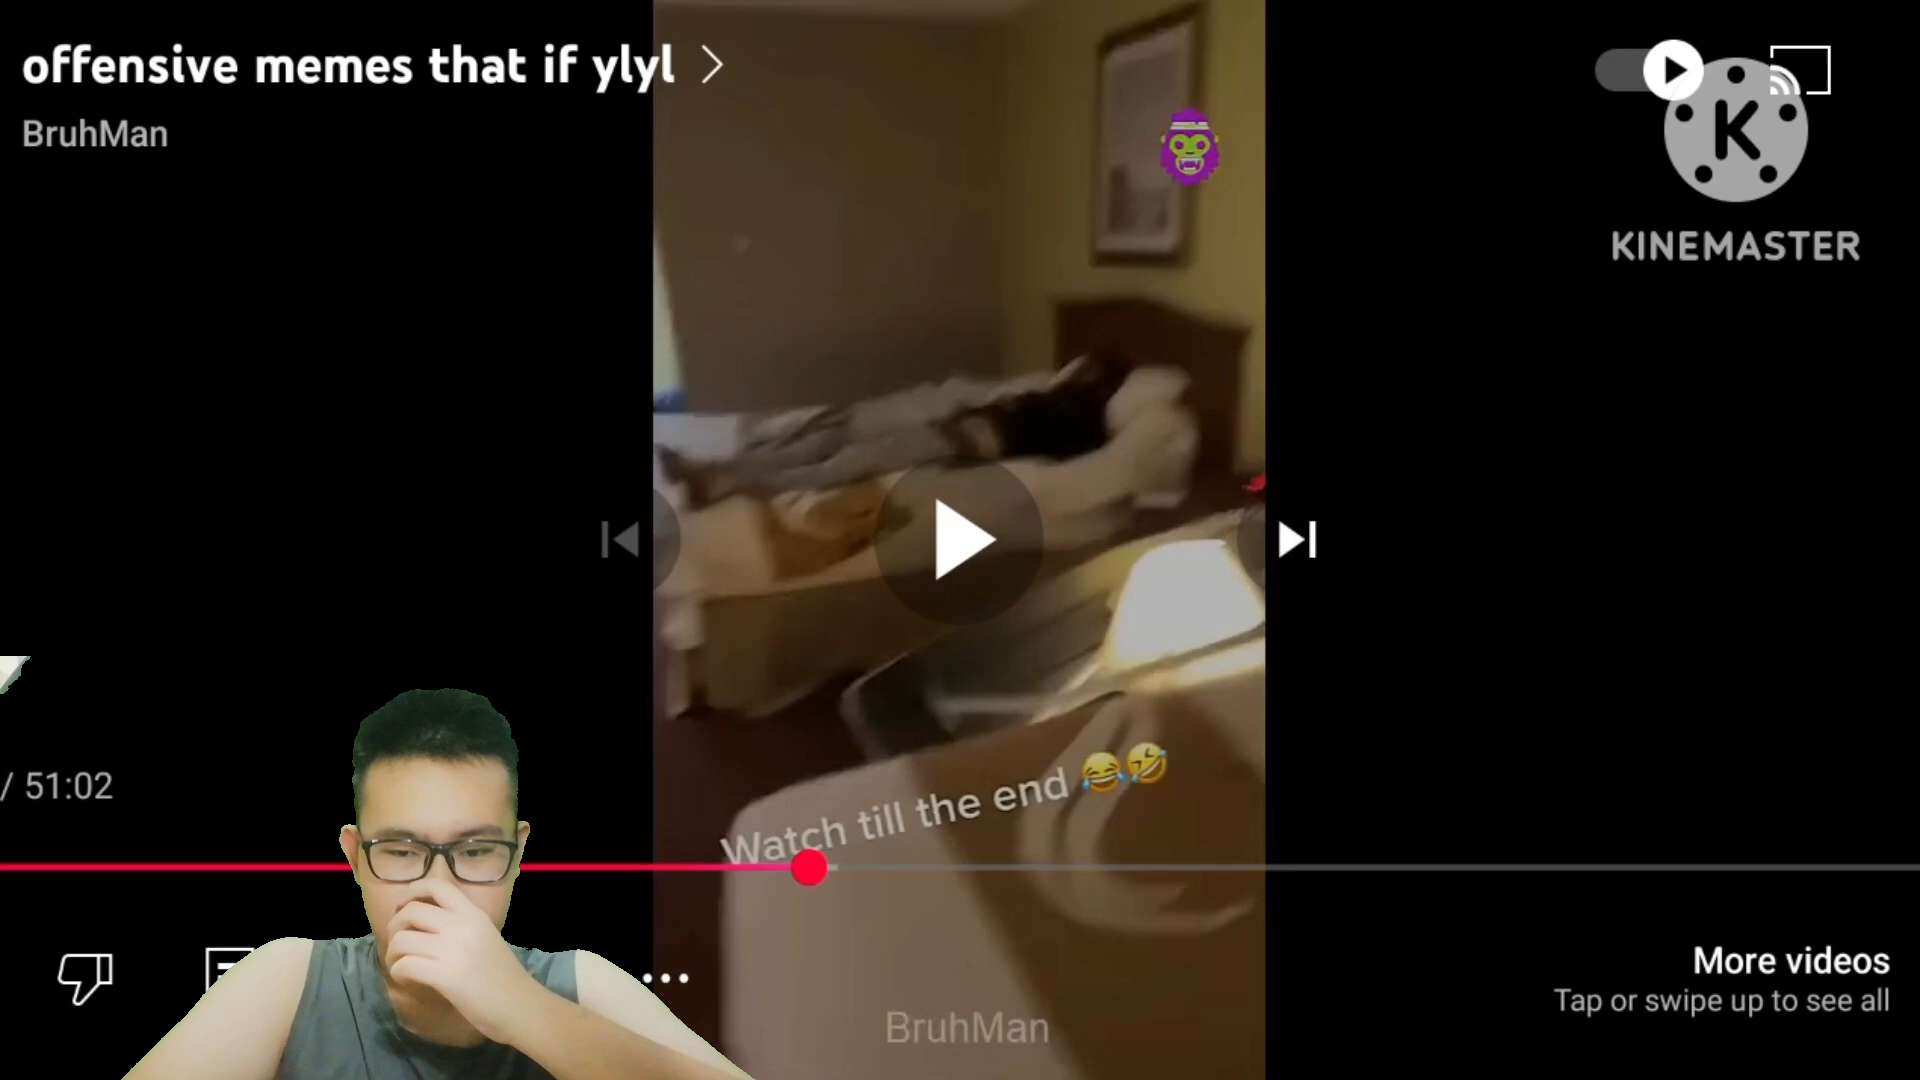 offensive memes that if ylyl
BruhMan
K
KINEMASTER
/ 51:02
Watch till the end 😂🤣
More videos
Tap or swipe up to see all
BruhMan